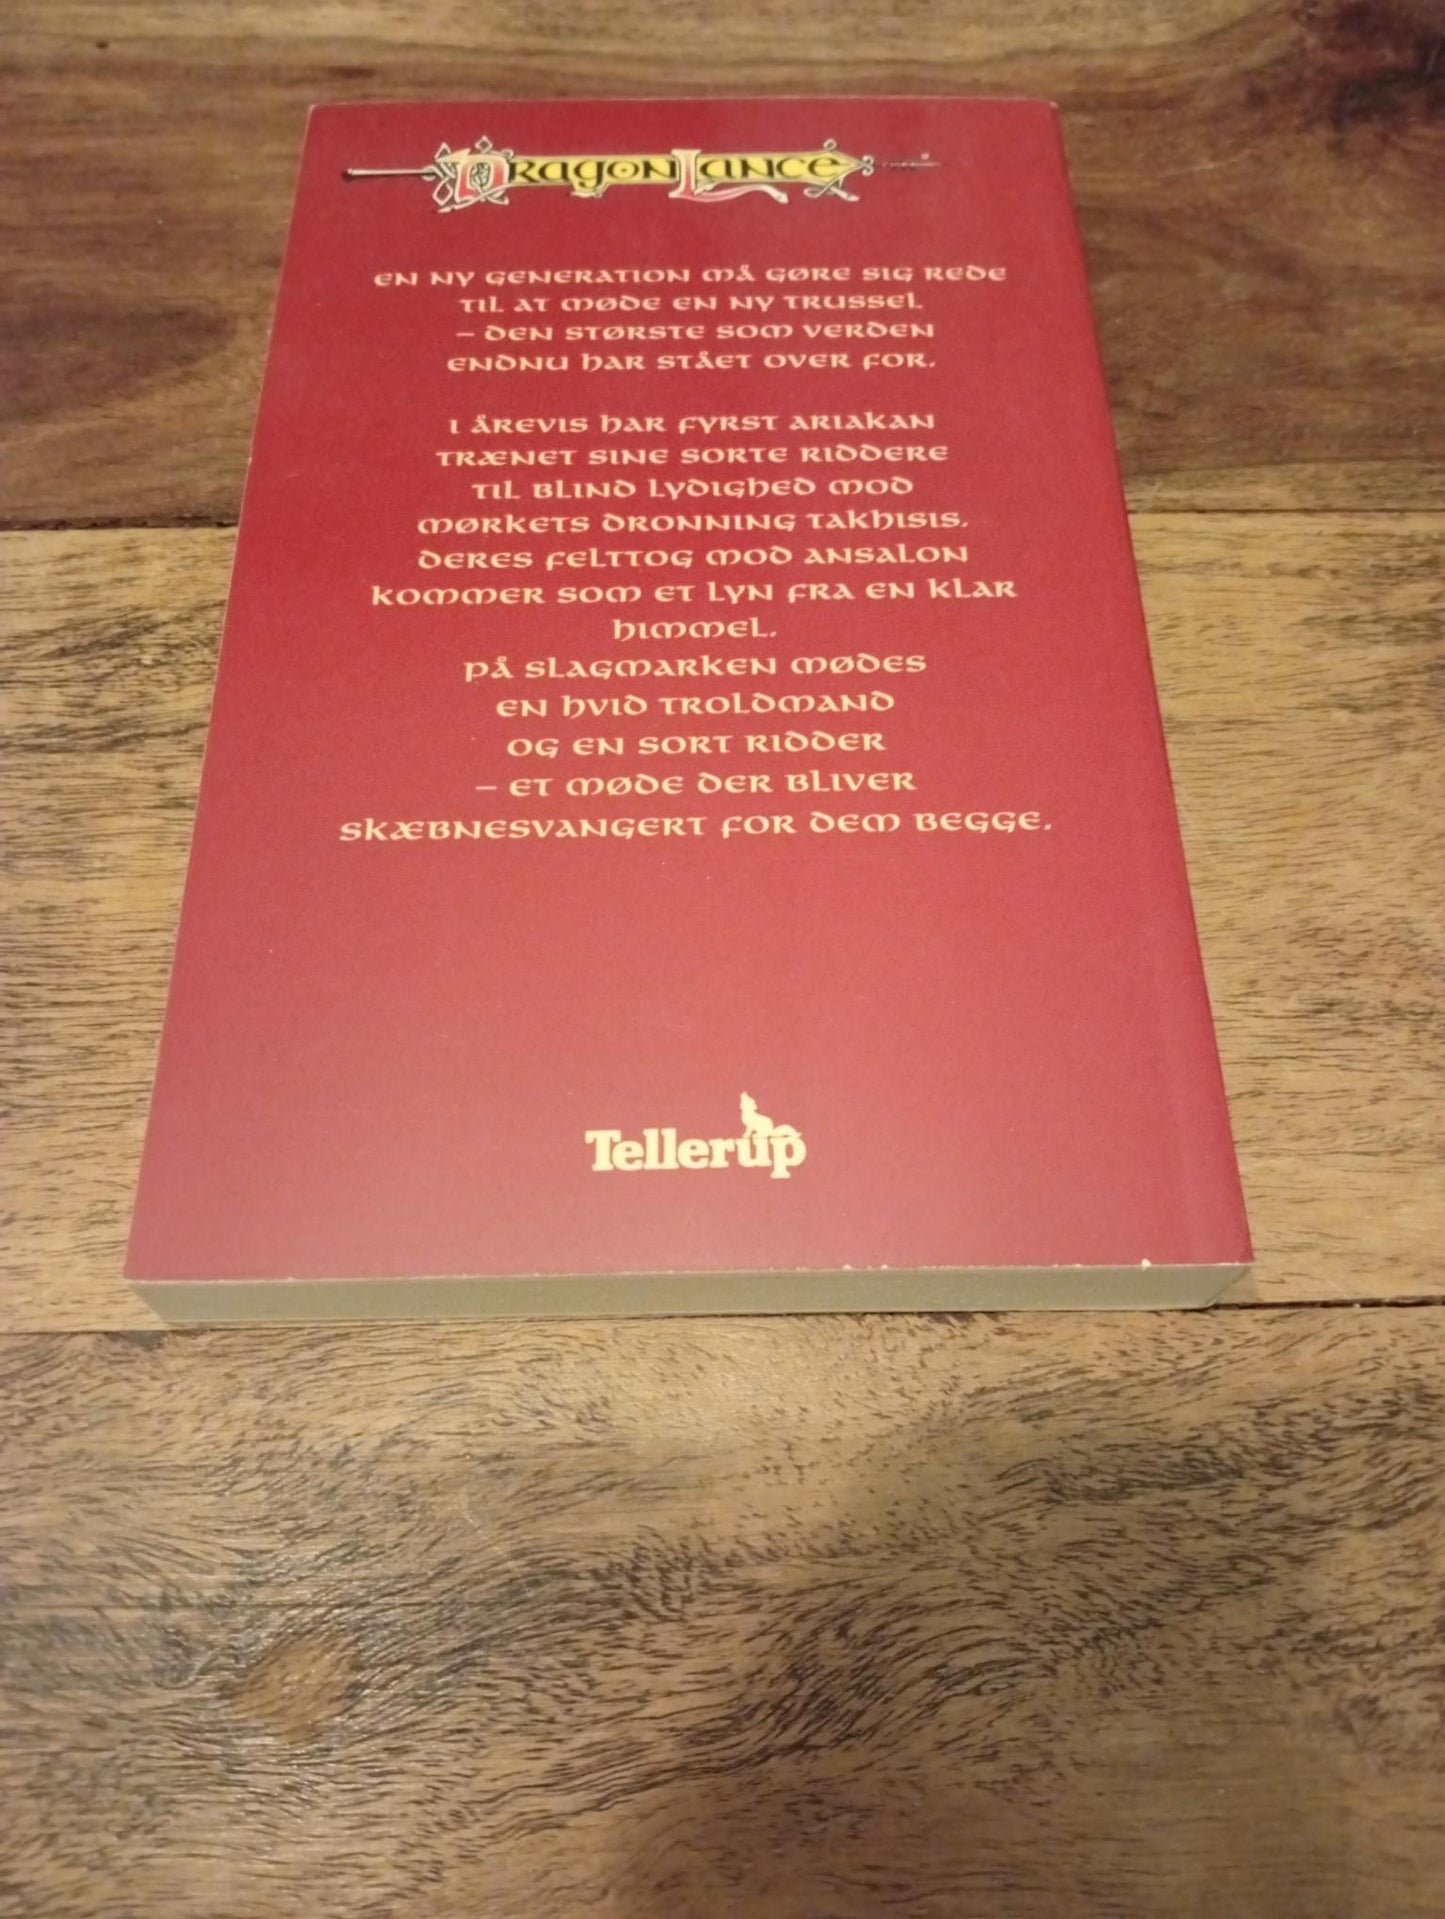 DRAGONLANCE
EN NY GENERATION MÅ GØRE SIG REDE
TIL AT MØDE EN NY TRUSSEL
– DEN STØRSTE SOM VERDEN
ENDNU HAR STÅET OVER FOR.
I ÅREVIS HAR FYRST ARIAKAN
TRÆNET SINE SORTE RIDDERE
TIL BLIND LYDIGHED MOD
MØRKETS DRONNING TAKHISIS.
DERES FELTTOG MOD ANSALON
KOMMER SOM ET LYN FRA EN KLAR
HIMMEL.
PÅ SLAGMARKEN MØDES
EN HVID TROLDMAND
OG EN SORT RIDDER
– ET MØDE DER BLIVER
SKÆBNESVANGERT FOR DEM BEGGE.
Tellerup